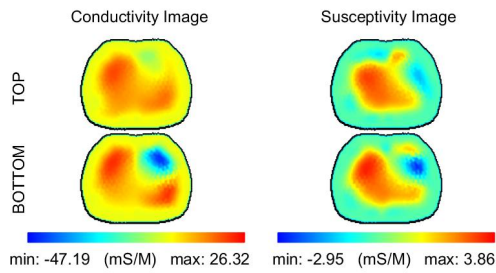 Conductivity Image
Susceptivity Image
TOP
BOTTOM
min: -47.19 (mS/M) max: 26.32
min: -2.95 (mS/M) max: 3.86